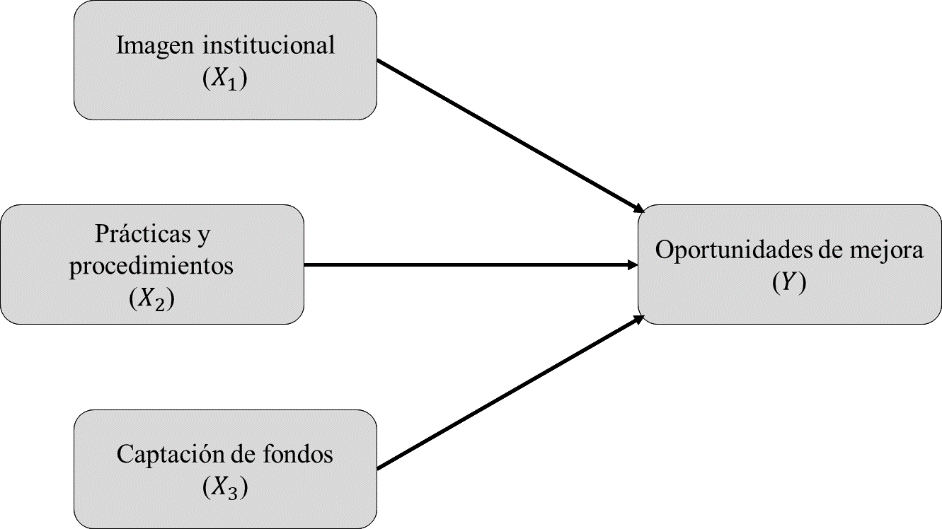 Imagen institucional
(X₁)
Prácticas y
procedimientos
(X₂)
Oportunidades de mejora
(Y)
Captación de fondos
(X₃)